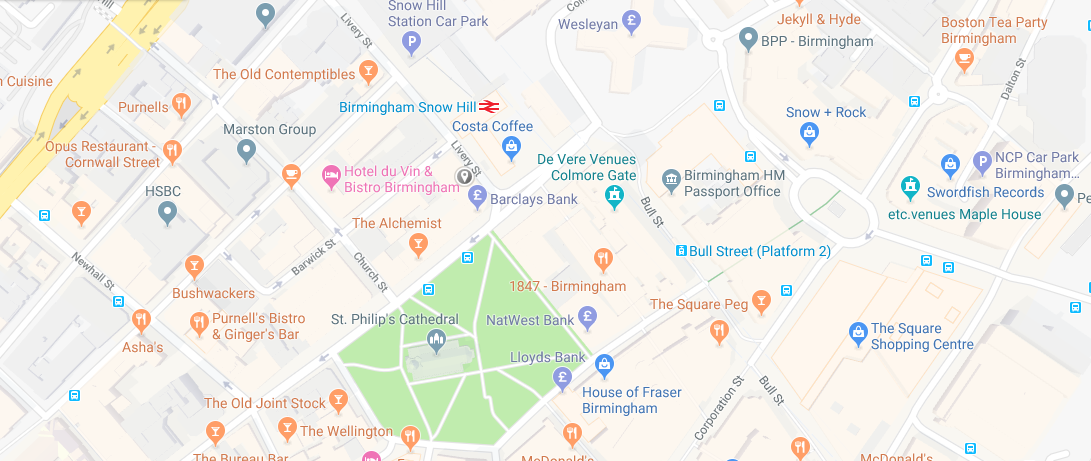 Snow Hill
Station Car Park
Livery St
Wesleyan
Jekyll & Hyde
BPP - Birmingham
Boston Tea Party
Birmingham
Dalton St
Cuisine
The Old Contemptibles
Purnells
Birmingham Snow Hill
Costa Coffee
Snow + Rock
Marston Group
Opus Restaurant -
Cornwall Street
Livery St
De Vere Venues
Colmore Gate
NCP Car Park
Birmingham...
Hotel du Vin &
Bistro Birmingham
Birmingham HM
Passport Office
HSBC
Swordfish Records
Barclays Bank
etc.venues Maple House
Pe
Bull St
The Alchemist
Bull Street (Platform 2)
Barwick St
Newhall St
Church St
Bushwackers
1847 - Birmingham
The Square Peg
Purnell's Bistro
& Ginger's Bar
St. Philip's Cathedral
NatWest Bank
Asha's
The Square
Shopping Centre
Lloyds Bank
House of Fraser
Birmingham
Corporation St
Bull St
The Old Joint Stock
The Wellington
The Bureau Bar
McDonald's
McDonald's